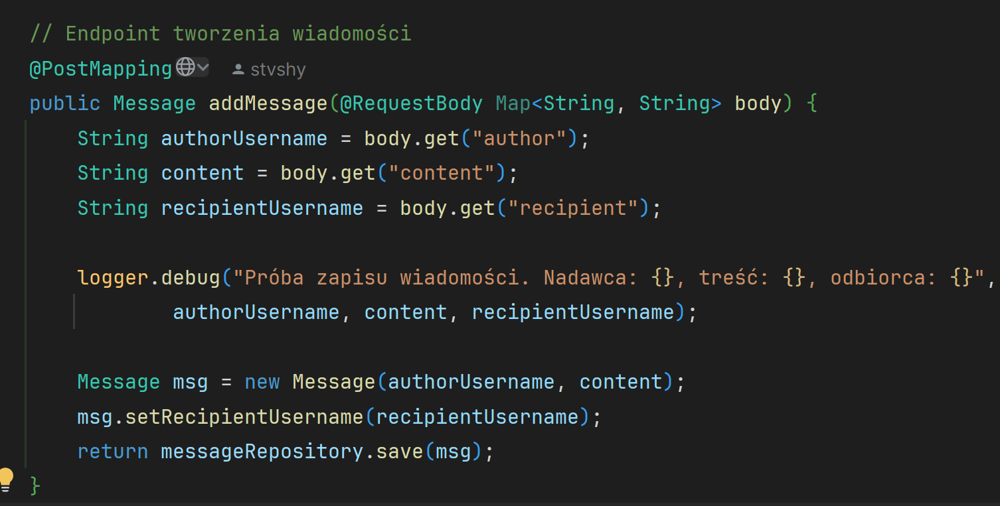 // Endpoint tworzenia wiadomości
@PostMapping stvshy
public Message addMessage(@RequestBody Map<String, String> body) {
String authorUsername = body.get("author");
String content = body.get("content");
String recipientUsername = body.get("recipient");
logger.debug("Próba zapisu wiadomości. Nadawca: {}, treść: {}, odbiorca: {}",
authorUsername, content, recipientUsername);
Message msg = new Message(authorUsername, content);
msg.setRecipientUsername(recipientUsername);
return messageRepository.save(msg);
}